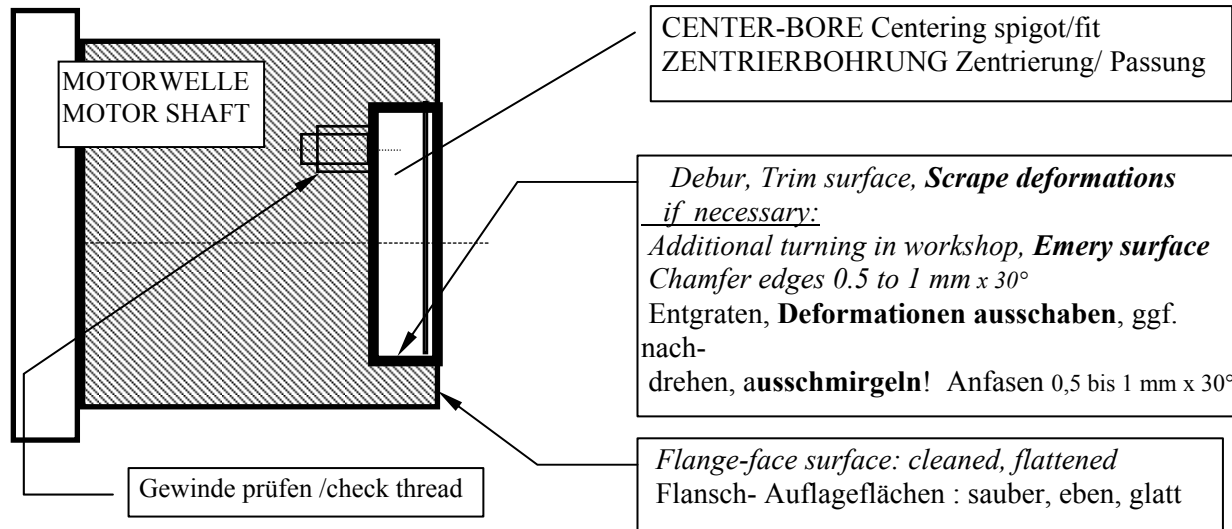 MOTORWELLE
MOTOR SHAFT
CENTER-BORE Centering spigot/fit
ZENTRIERBOHRUNG Zentrierung/ Passung
Debur, Trim surface, Scrape deformations
if necessary:
Additional turning in workshop, Emery surface
Chamfer edges 0.5 to 1 mm x 30°
Entgraten, Deformationen ausschaben, ggf.
nach-
drehen, ausschmirgeln! Anfasen 0,5 bis 1 mm x 30°
Gewinde prüfen /check thread
Flange-face surface: cleaned, flattened
Flansch- Auflageflächen : sauber, eben, glatt